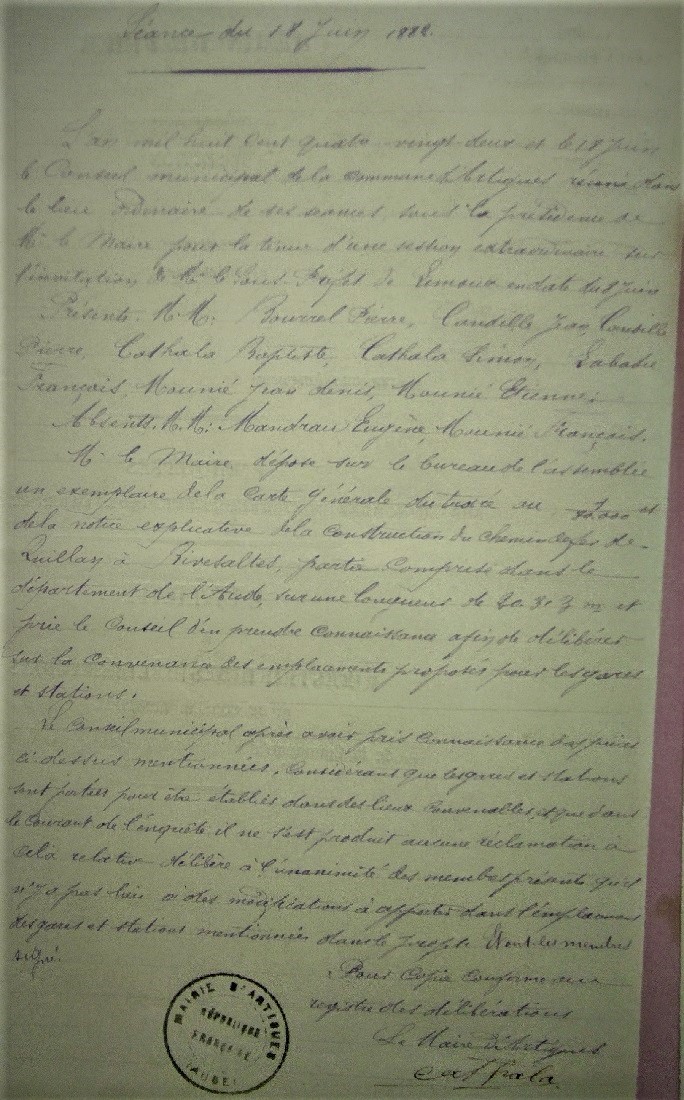 Séance du 18 Juin 1882.
L'an mil huit cent quatre vingt-deux et le 18 Juin
le Conseil municipal de la commune d'Artigues réuni dans
le lieu ordinaire de ses séances, sous la présidence de
M. le Maire pour la tenue d'une session extraordinaire sur
l'invitation de M. le Sous-Préfet de Limoux en date du 8 Juin
Présents. M.M: Bourrel Pierre, Condille Jean, Condille
Pierre, Cathala Baptiste, Cathala Simon, Labadie
François, Mounié Jean denis, Mounié Etienne;
Absents. M.M: Mandrau Eugène, Mounié François.
M. le Maire dépose sur le bureau de l'assemblée
un exemplaire de la Carte Générale du tracé au et
de la notice explicative de la construction du chemin de fer de
Quillan à Rivesaltes, partie comprise dans le
département de l'Aude, sur une longueur de m et
prie le Conseil d'en prendre connaissance afin de délibérer
sur la convenance des emplacements proposés pour les gares
et stations.
Le Conseil municipal après avoir pris connaissance des pièces
ci-dessus mentionnées, Considérant que les gares et stations
sont portées pour être établies dans des lieux convenables, et que dans
le courant de l'enquête il ne s'est produit aucune réclamation à
cela relative délibère à l'unanimité des membres présents qu'il
n'y a pas lieu à des modifications à apporter dans l'emplacement
des gares et stations mentionnées dans le projet. Et ont les membres
signé.
Pour Copie Conforme au
registre des délibérations
Le Maire d'Artigues
Cathala
MAIRIE D'ARTIGUES
RÉPUBLIQUE
FRANÇAISE
(AUDE)